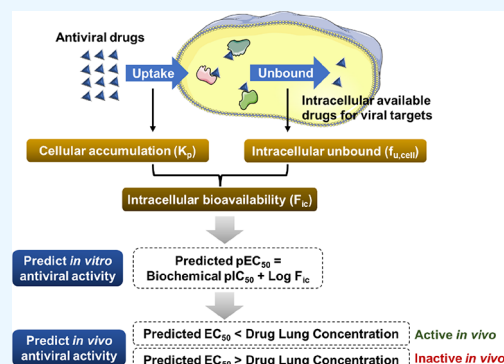 Antiviral drugs
Uptake
Unbound
Intracellular available
drugs for viral targets
Cellular accumulation (Kp)
Intracellular unbound (fu,cell)
Intracellular bioavailability (Fic)
Predict in vitro
antiviral activity
Predicted pEC50 =
Biochemical pIC50 + Log Fic
Predict in vivo
antiviral activity
Predicted EC50 < Drug Lung Concentration
Active in vivo
Predicted EC50 > Drug Lung Concentration
Inactive in vivo